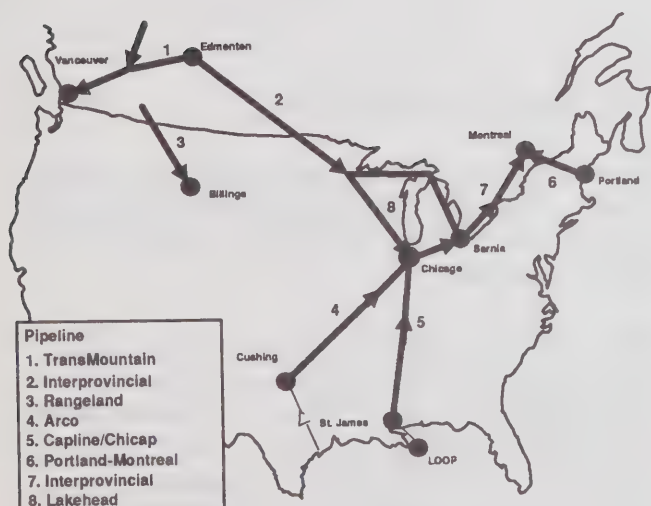 Vancouver
1
Edmenten
2
3
Billings
Montreal
7
6
Portland
8
Sarnia
Chicago
4
5
Cushing
St. James
LOOP
Pipeline
1. TransMountain
2. Interprovincial
3. Rangeland
4. Arco
5. Capline/Chicap
6. Portland-Montreal
7. Interprovincial
8. Lakehead